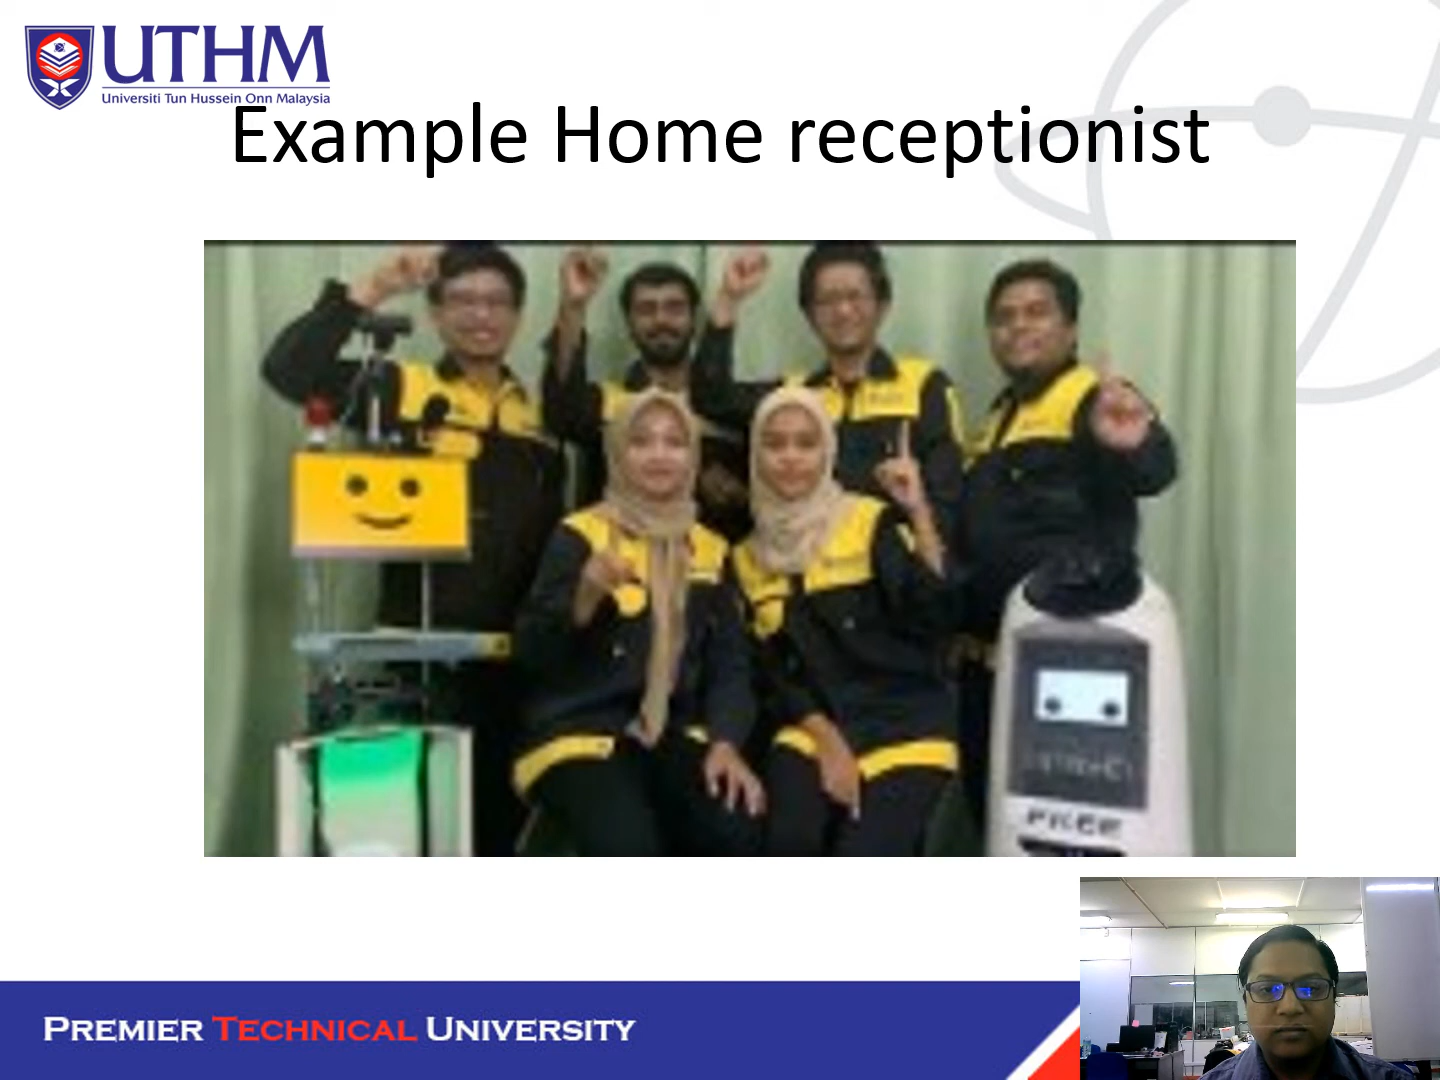 UTHM
Universiti Tun Hussein Onn Malaysia
Example Home receptionist
PREMIER TECHNICAL UNIVERSITY